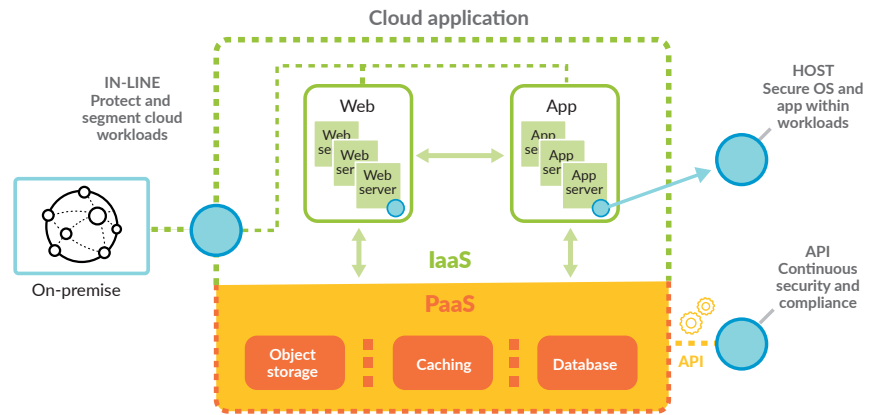 Cloud application
IN-LINE
Protect and
segment cloud
workloads
HOST
Secure OS and
app within
workloads
Web
Web
se
Web
ser
Web
server
App
App
se
App
ser
App
server
On-premise
IaaS
PaaS
API
Continuous
security and
compliance
Object
storage
Caching
Database
API